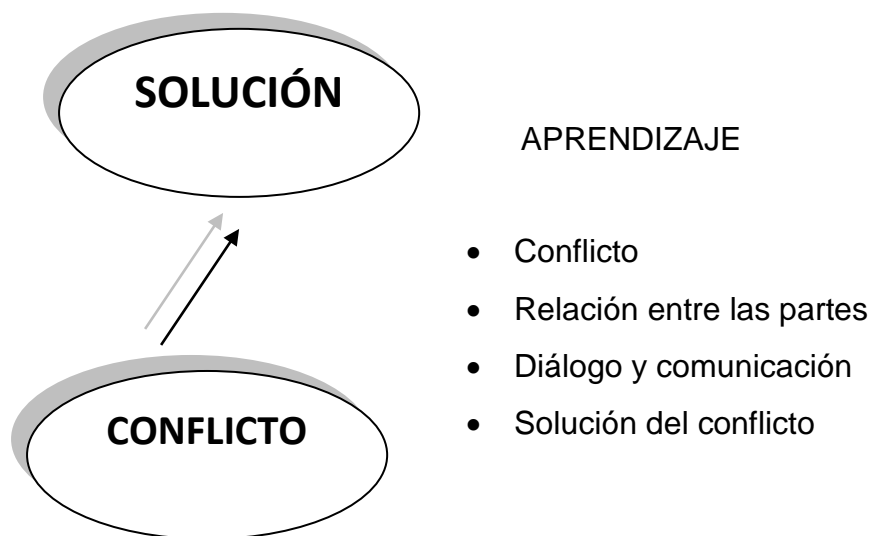 SOLUCIÓN
APRENDIZAJE
• Conflicto
• Relación entre las partes
• Diálogo y comunicación
• Solución del conflicto
CONFLICTO